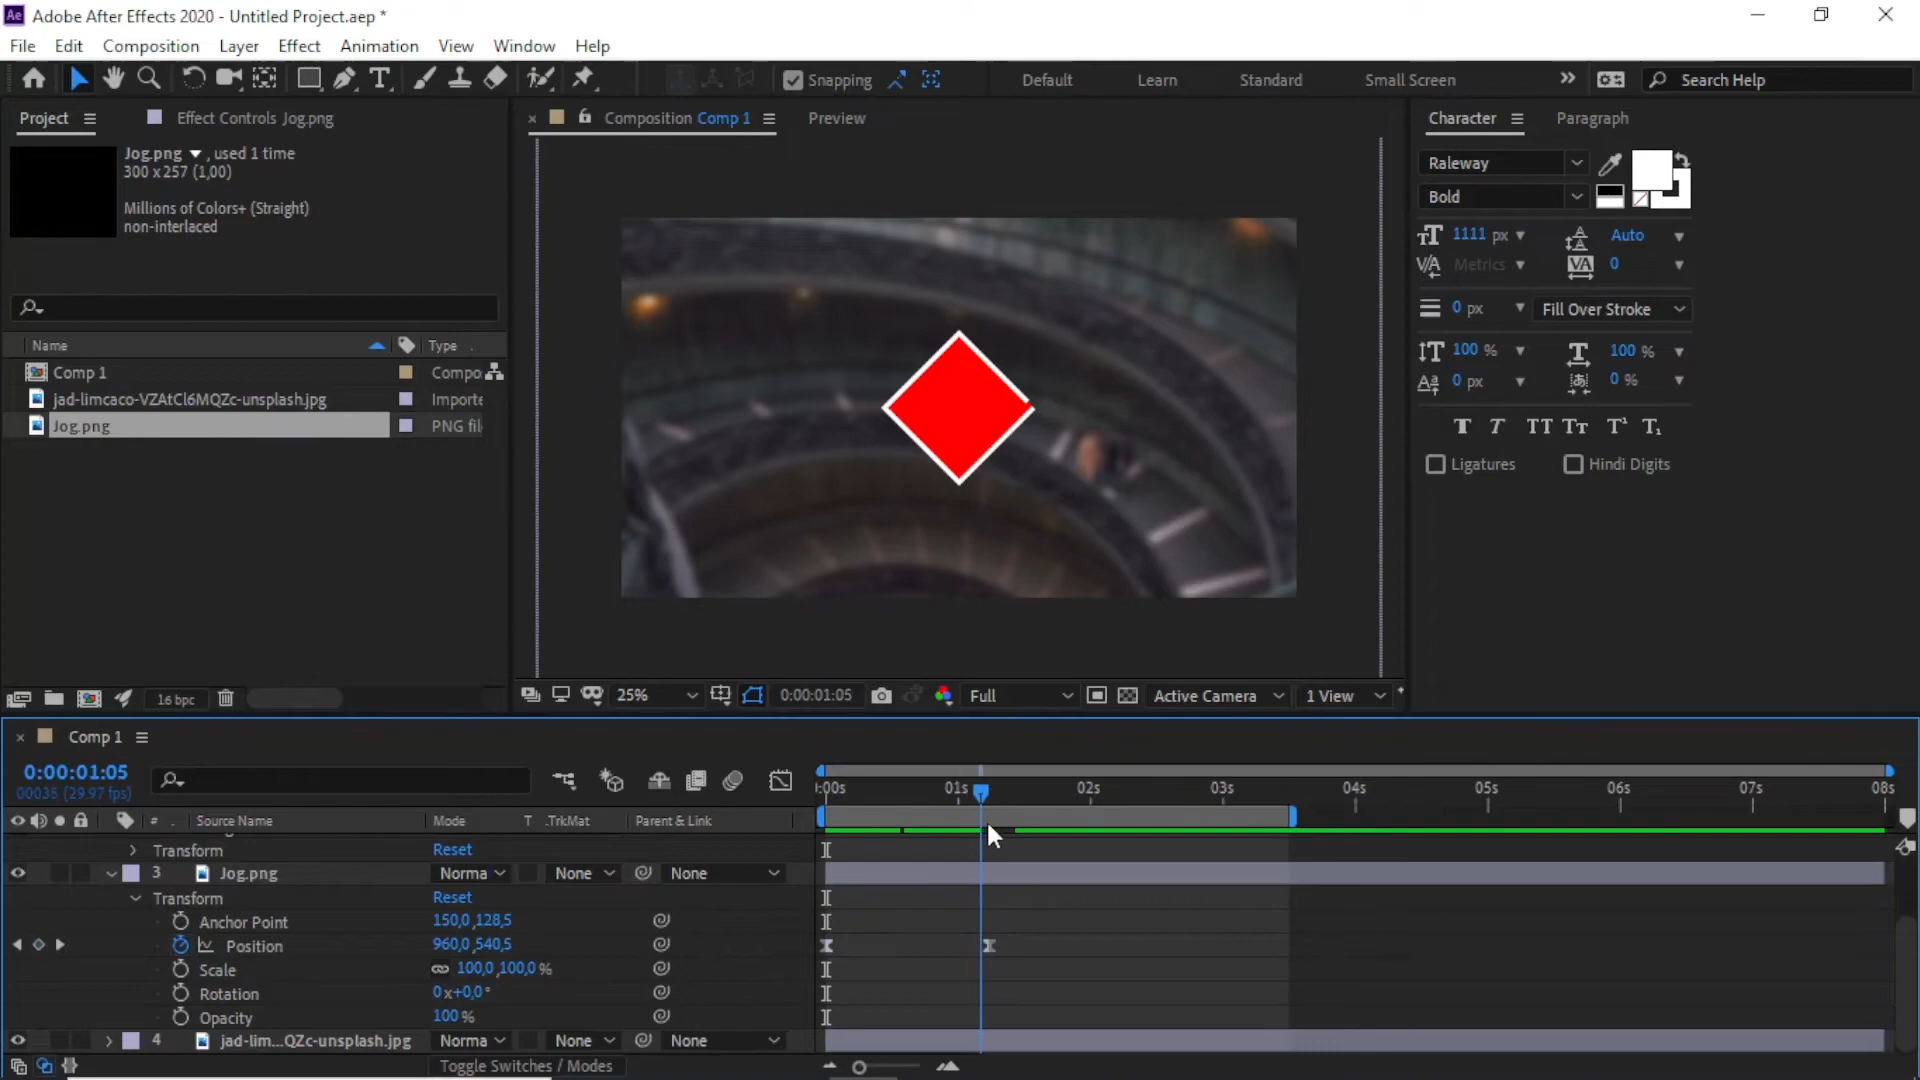 Ae Adobe After Effects 2020 - Untitled Project.aep *
File Edit Composition Layer Effect Animation View Window Help
Snapping Default Learn Standard Small Screen Search Help
Project Effect Controls Jog.png
Composition Comp 1 Preview
Character Paragraph
Jog.png , used 1 time
300 x 257 (1,00)
Millions of Colors+ (Straight)
non-interlaced
Raleway
Bold
1111 px Auto
Metrics 0
0 px Fill Over Stroke
100 % 100 %
0 px 0 %
T T TT Tt T¹ T₁
Ligatures Hindi Digits
Name Type
Comp 1 Compo
jad-limcaco-VZAtCl6MQZc-unsplash.jpg Importe
Jog.png PNG fil
16 bpc
25% 0:00:01:05 Full Active Camera 1 View
Comp 1
0:00:01:05
00035 (29.97 fps)
:00s 01s 02s 03s 04s 05s 06s 07s 08s
# . Source Name Mode T .TrkMat Parent & Link
Transform Reset
3 Jog.png Norma None None
Transform Reset
Anchor Point 150,0,128,5
Position 960,0,540,5
Scale 100,0,100,0 %
Rotation 0x+0,0°
Opacity 100 %
4 jad-lim...QZc-unsplash.jpg Norma None None
Toggle Switches / Modes